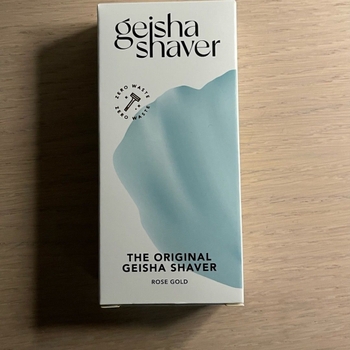 geisha
shaver
ZERO WASTE
ZERO WASTE
THE ORIGINAL
GEISHA SHAVER
ROSE GOLD